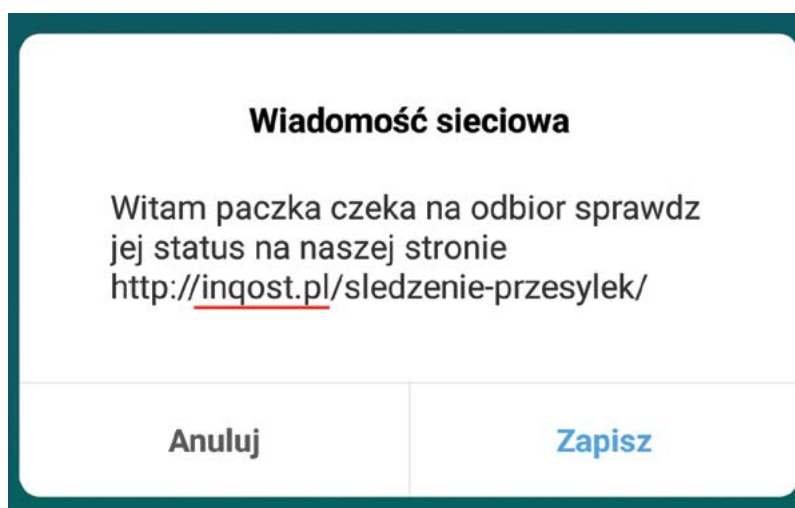 Wiadomość sieciowa
Witam paczka czeka na odbior sprawdz
jej status na naszej stronie
http://inqost.pl/sledzenie-przesylek/
Anuluj
Zapisz